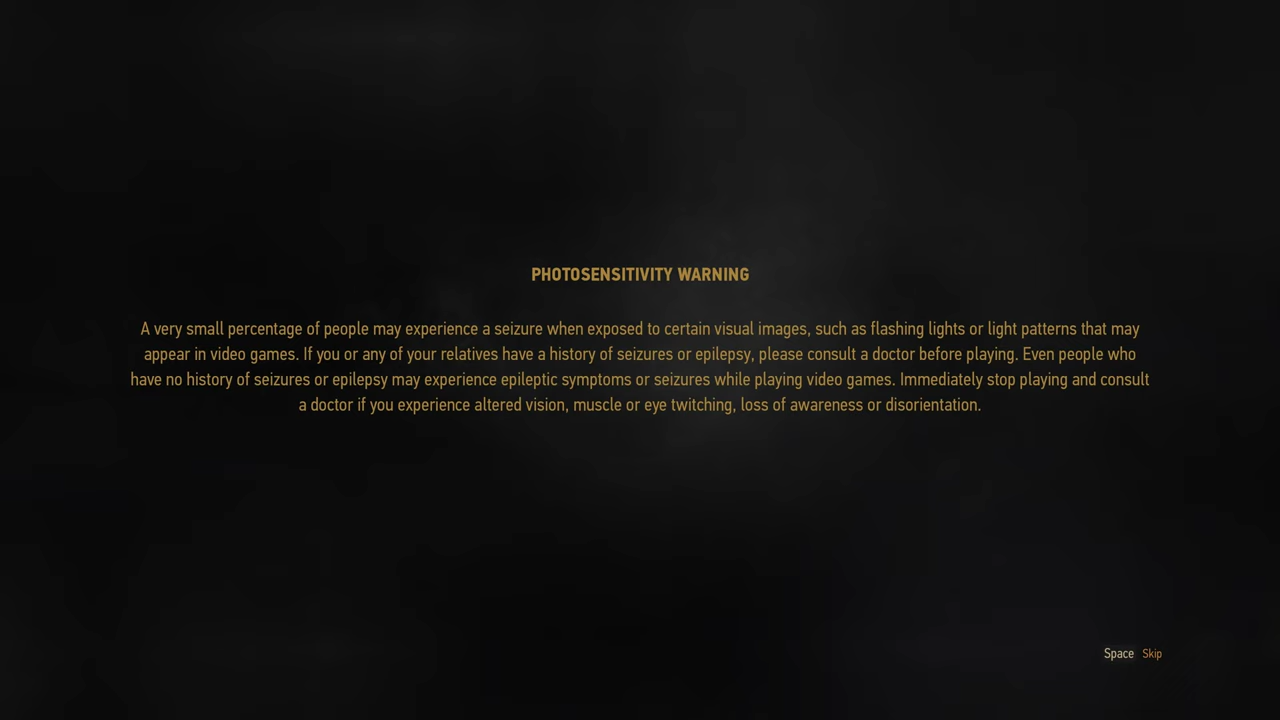 PHOTOSENSITIVITY WARNING
A very small percentage of people may experience a seizure when exposed to certain visual images, such as flashing lights or light patterns that may
appear in video games. If you or any of your relatives have a history of seizures or epilepsy, please consult a doctor before playing. Even people who
have no history of seizures or epilepsy may experience epileptic symptoms or seizures while playing video games. Immediately stop playing and consult
a doctor if you experience altered vision, muscle or eye twitching, loss of awareness or disorientation.
Space Skip